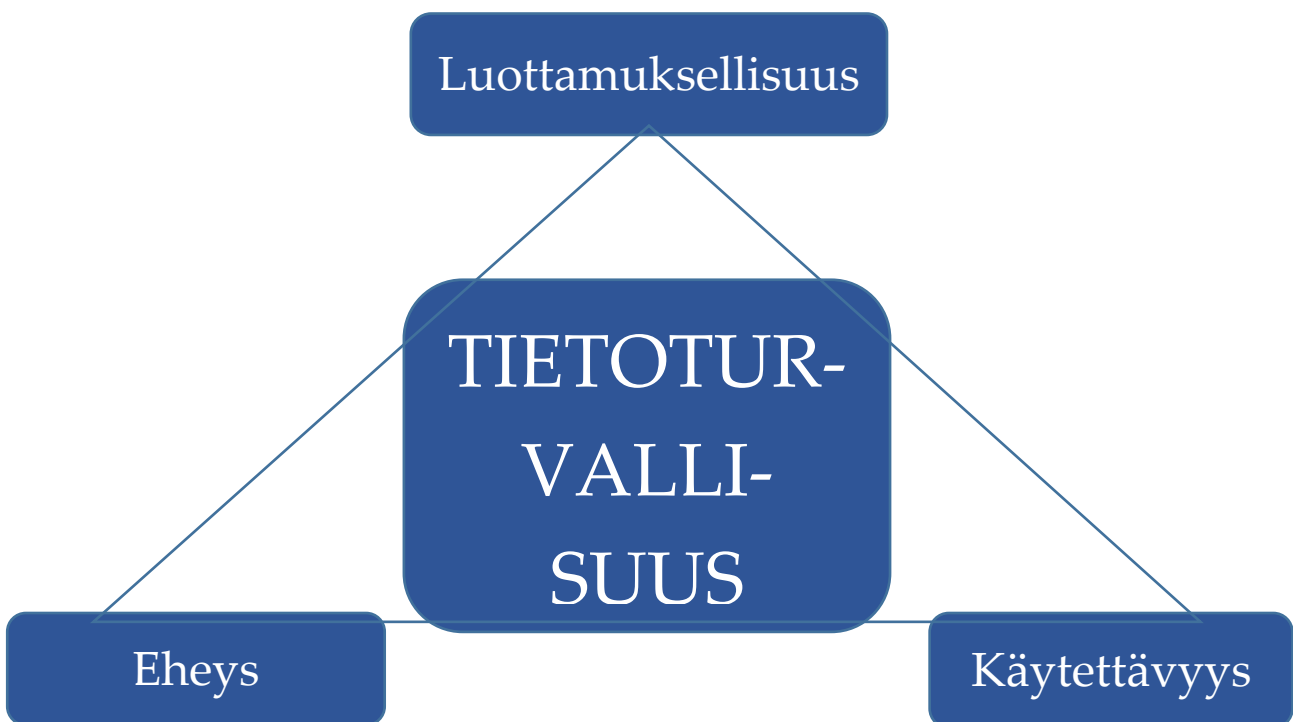 Luottamuksellisuus
TIETOTUR-
VALLI-
SUUS
Eheys
Käytettävyys